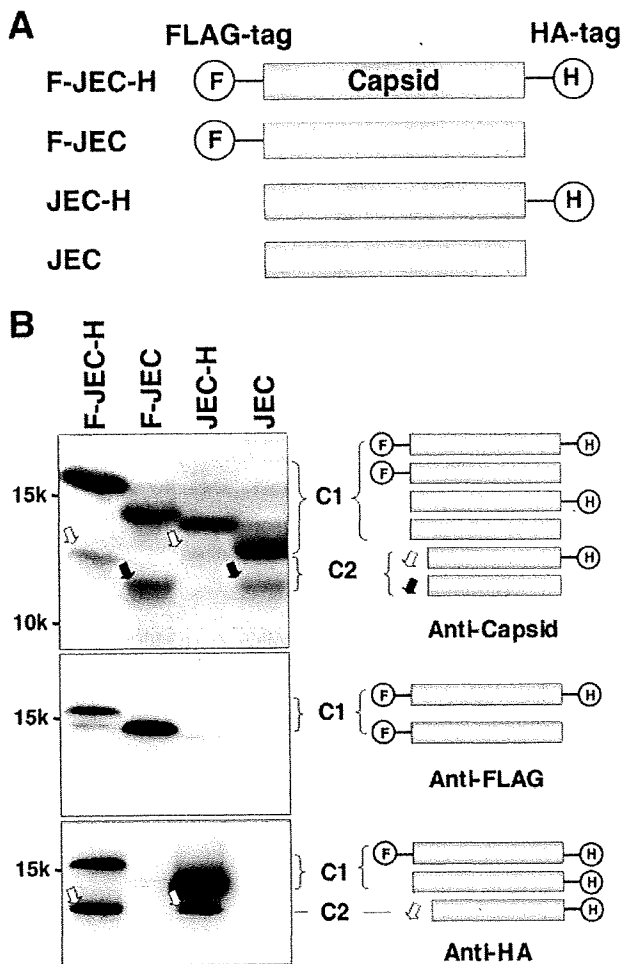 A
FLAG-tag
HA-tag
F-JEC-H
F
Capsid
H
F-JEC
F
JEC-H
H
JEC
B
F-JEC-H
F-JEC
JEC-H
JEC
15k
10k
C1
C2
F
H
F
H
H
Anti-Capsid
15k
C1
F
H
F
Anti-FLAG
15k
C1
C2
F
H
H
H
Anti-HA